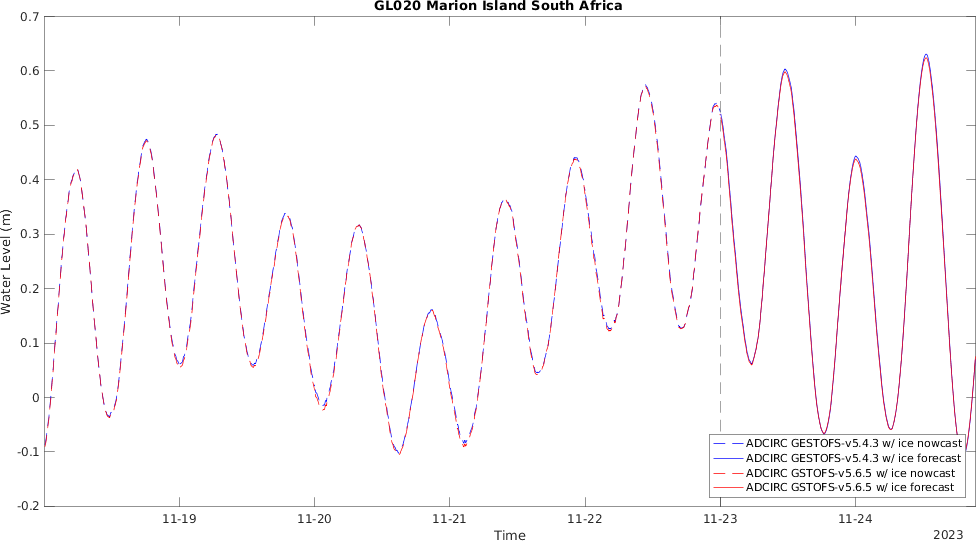 GL020 Marion Island South Africa
0.7
0.6
0.5
0.4
0.3
0.2
0.1
0
-0.1
-0.2
Water Level (m)
11-19
11-20
11-21
11-22
11-23
11-24
Time
2023
ADCIRC GESTOFS-v5.4.3 w/ ice nowcast
ADCIRC GESTOFS-v5.4.3 w/ ice forecast
ADCIRC GSTOFS-v5.6.5 w/ ice nowcast
ADCIRC GSTOFS-v5.6.5 w/ ice forecast